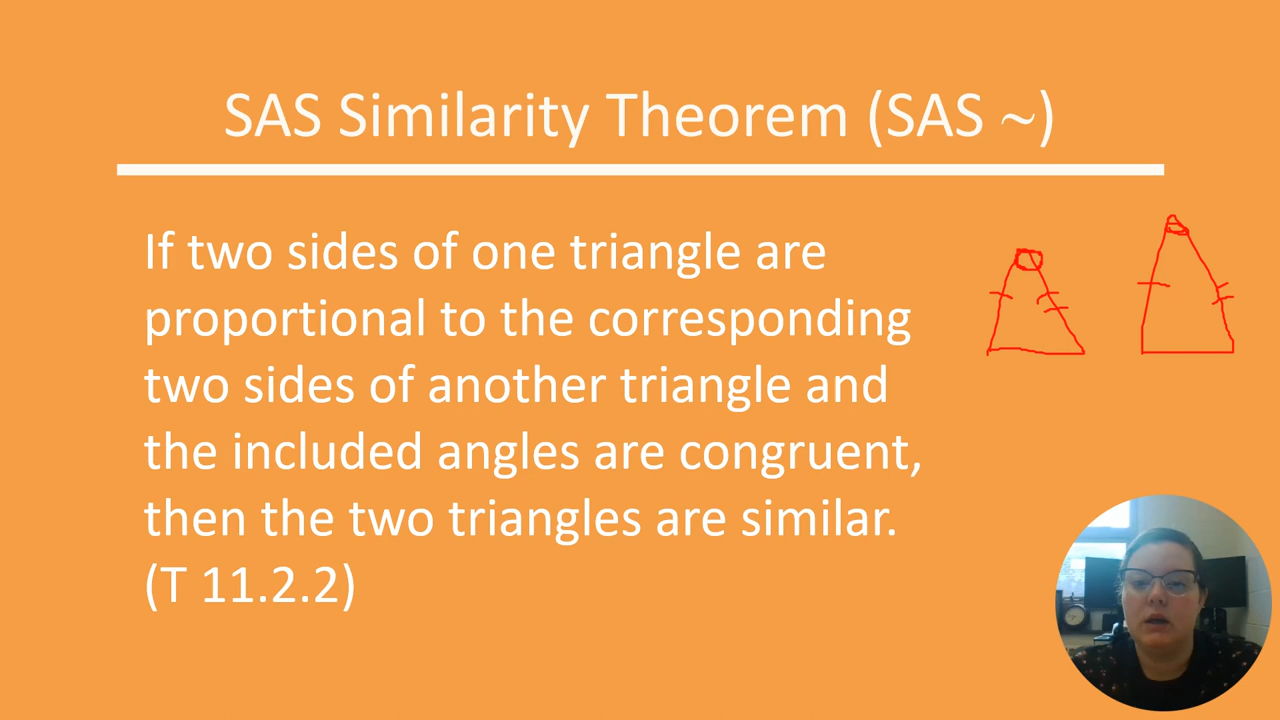 SAS Similarity Theorem (SAS ~)
If two sides of one triangle are
proportional to the corresponding
two sides of another triangle and
the included angles are congruent,
then the two triangles are similar.
(T 11.2.2)